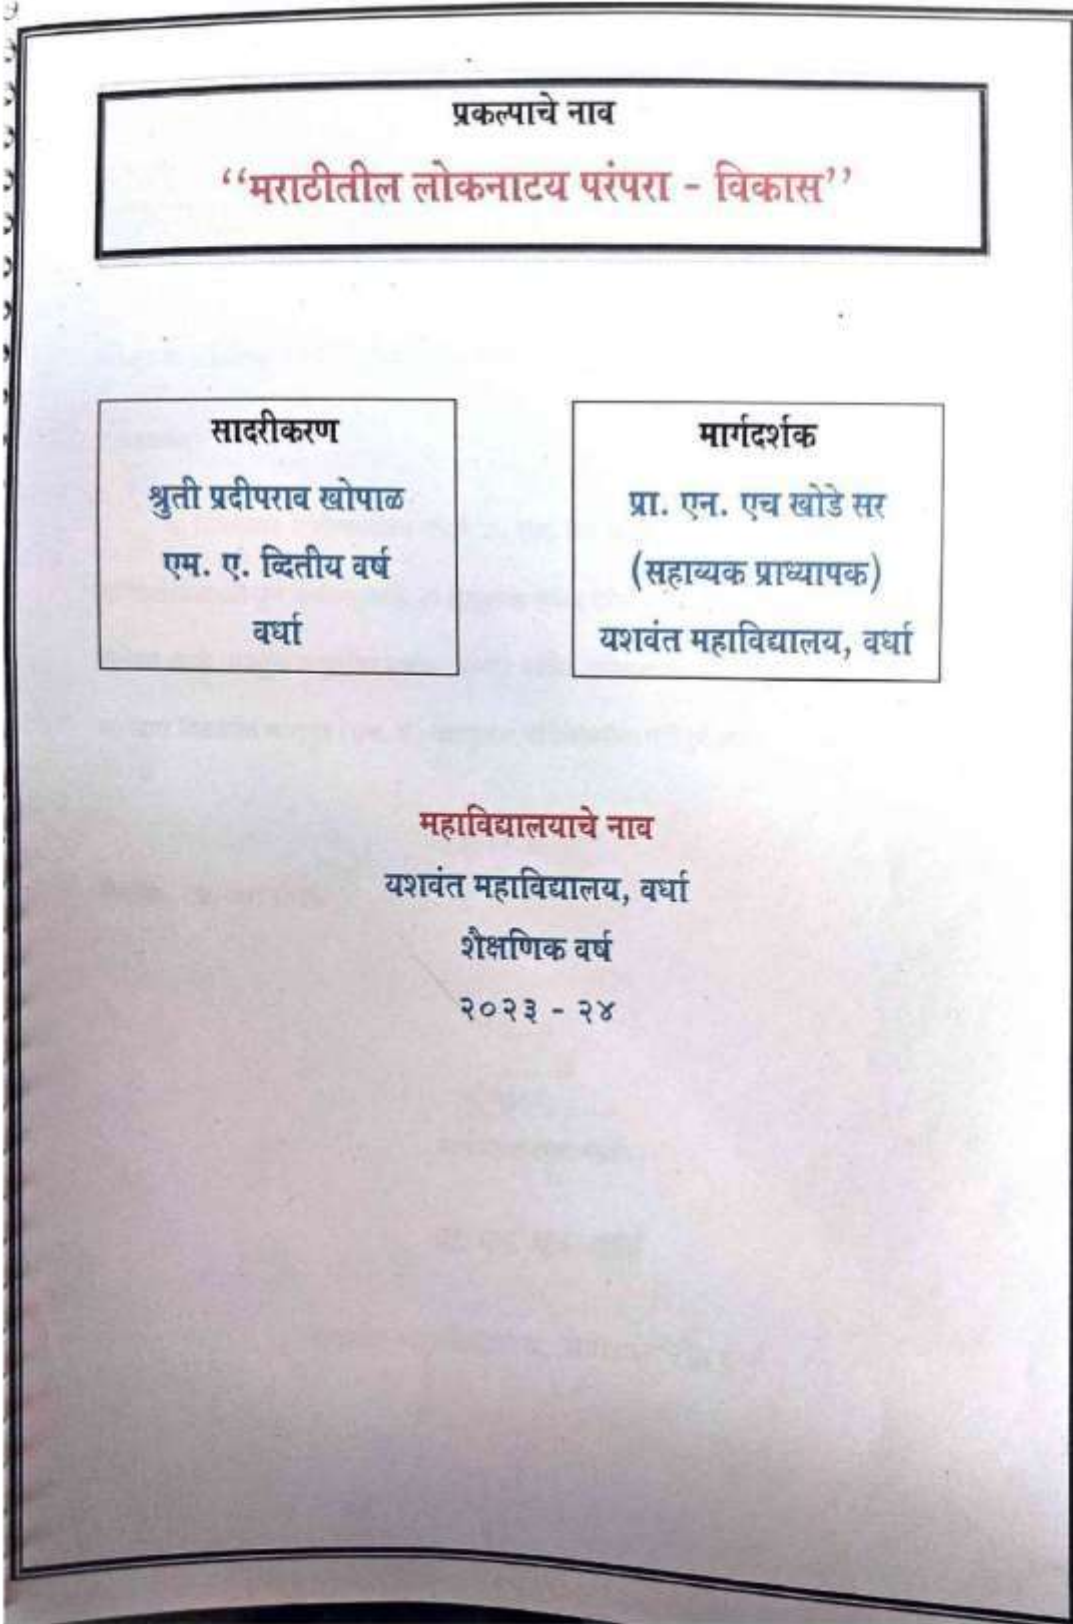 प्रकल्पाचे नाव
‘‘मराठीतील लोकनाटय परंपरा - विकास’’
सादरीकरण
श्रुती प्रदीपराव खोपाळ
एम. ए. व्दितीय वर्ष
वर्धा
मार्गदर्शक
प्रा. एन. एच खोडे सर
(सहाय्यक प्राध्यापक)
यशवंत महाविद्यालय, वर्धा
महाविद्यालयाचे नाव
यशवंत महाविद्यालय, वर्धा
शैक्षणिक वर्ष
२०२३ - २४